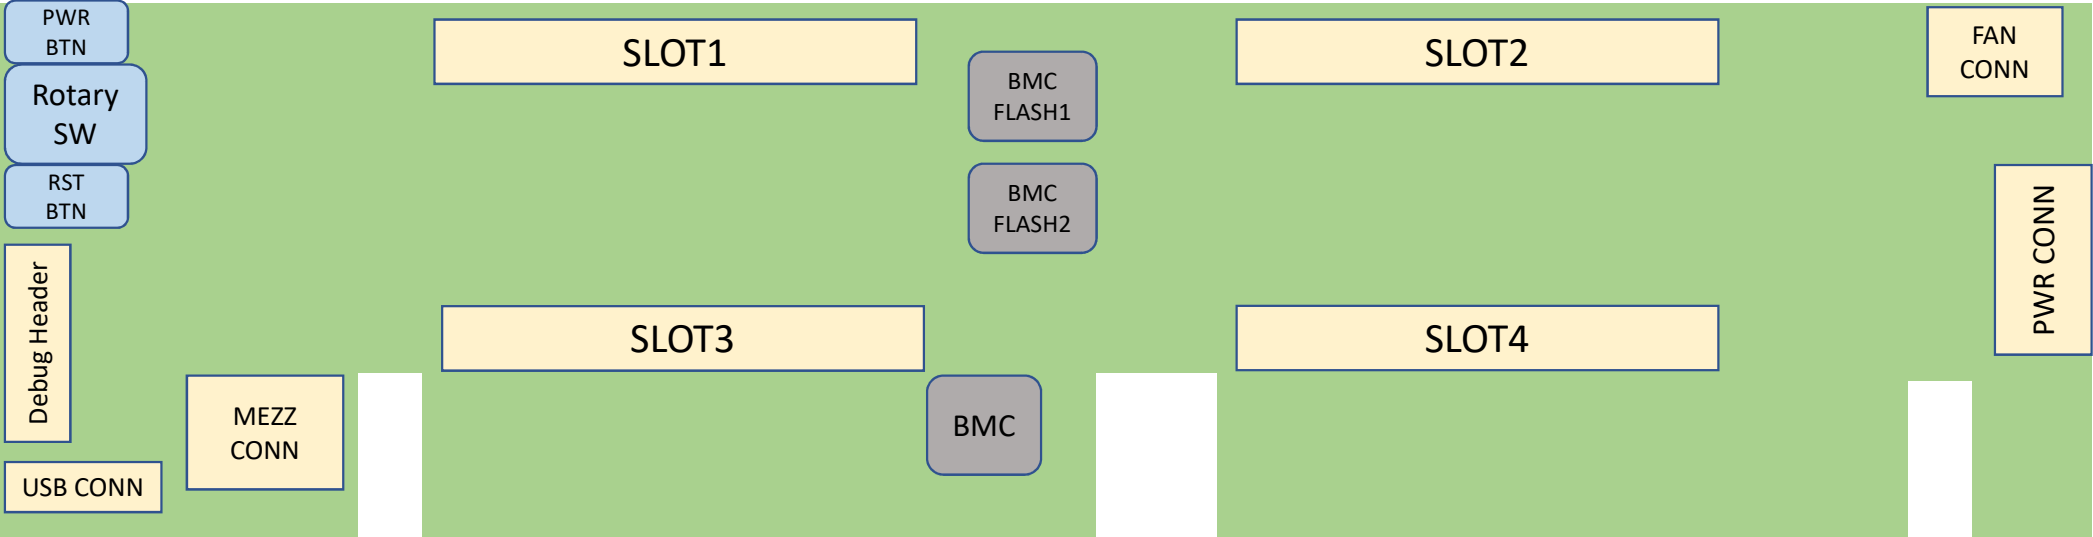 PWR
BTN
Rotary
SW
RST
BTN
Debug Header
USB CONN
MEZZ
CONN
SLOT1
SLOT3
BMC
FLASH1
BMC
FLASH2
BMC
SLOT2
SLOT4
FAN
CONN
PWR CONN